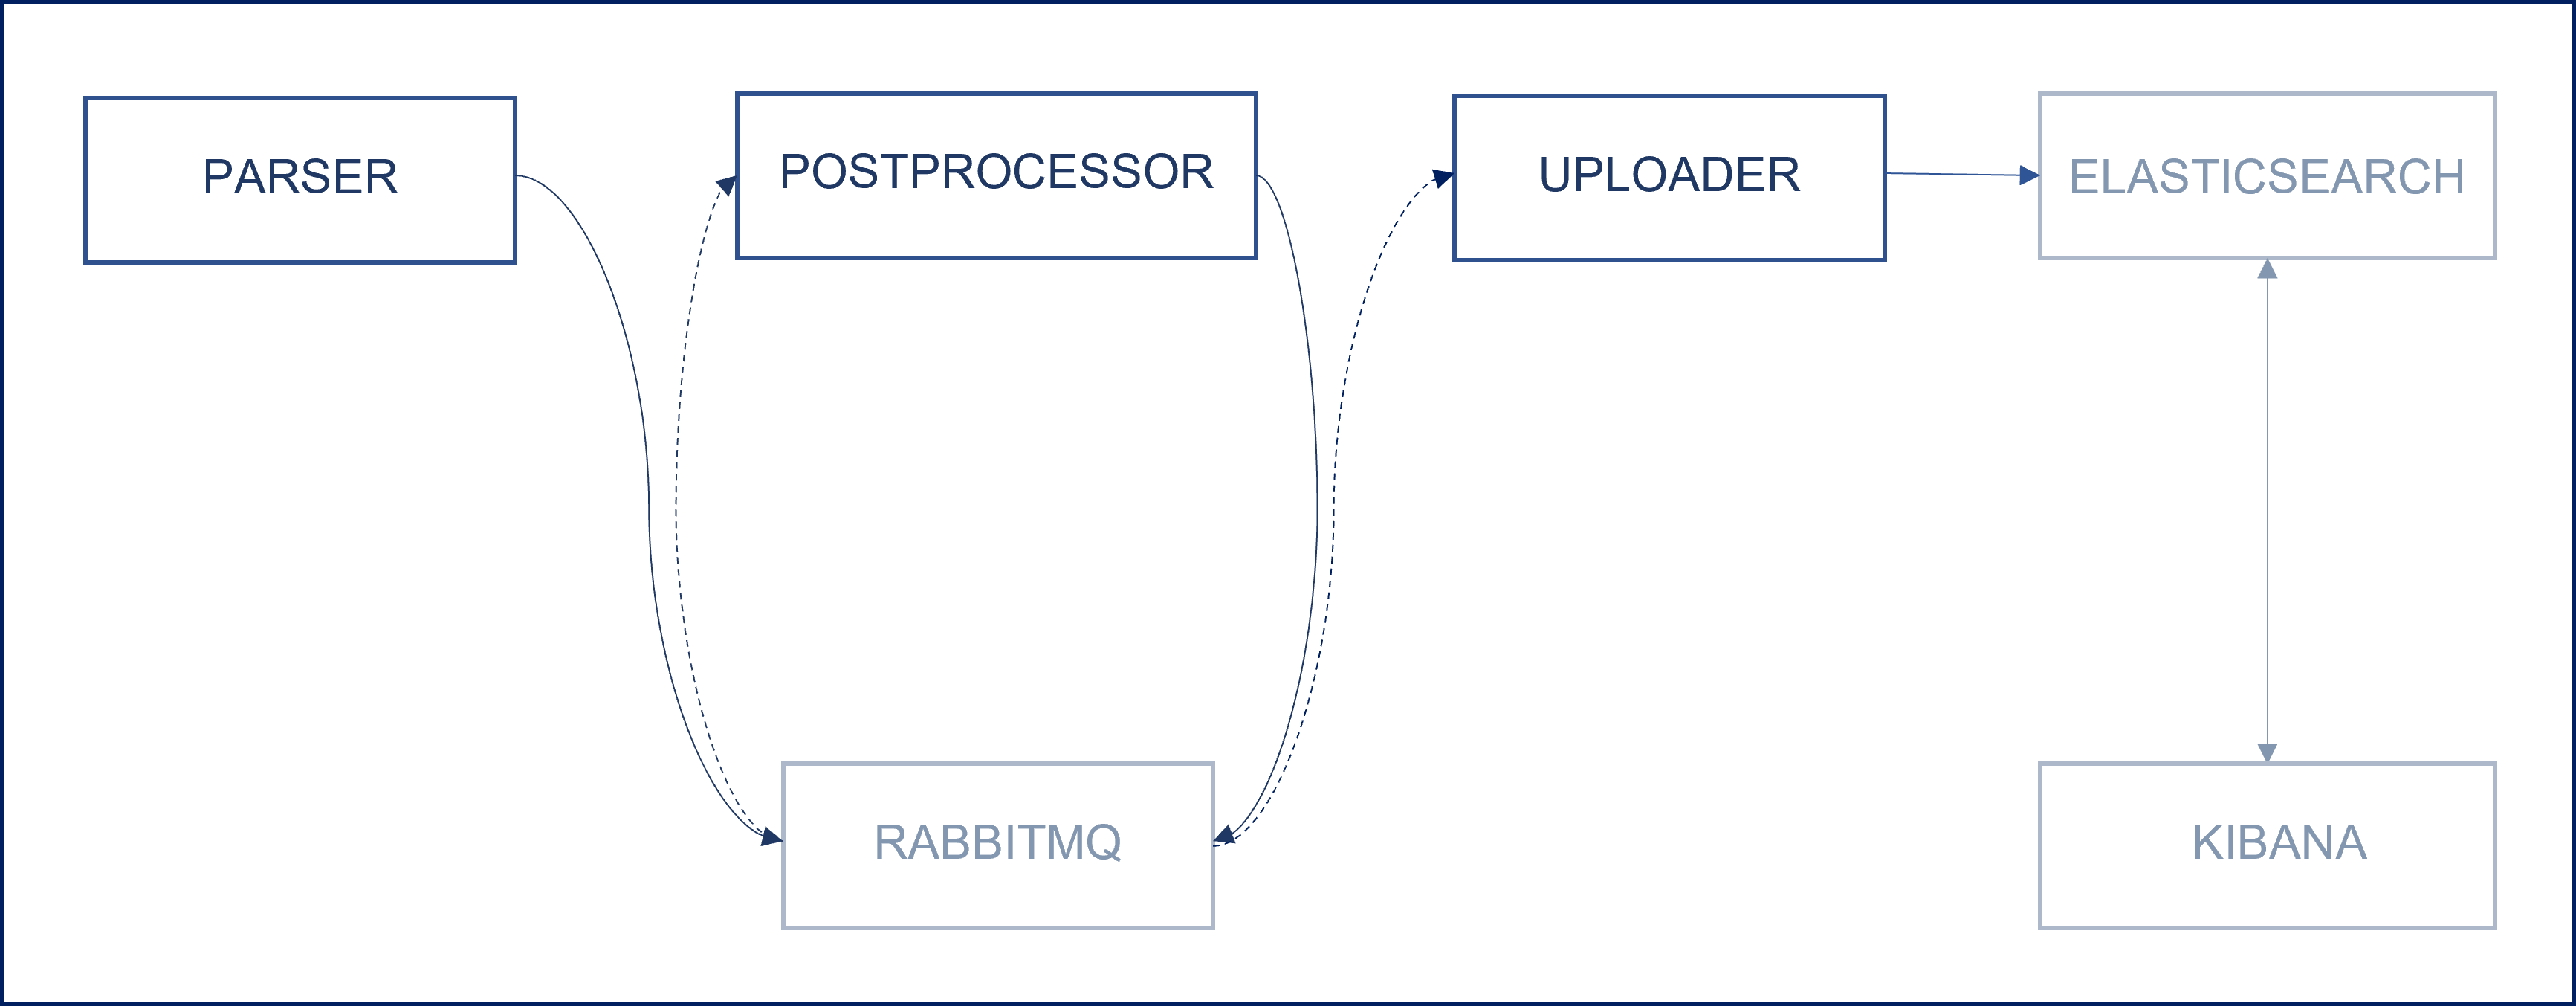 PARSER
POSTPROCESSOR
UPLOADER
ELASTICSEARCH
RABBITMQ
KIBANA